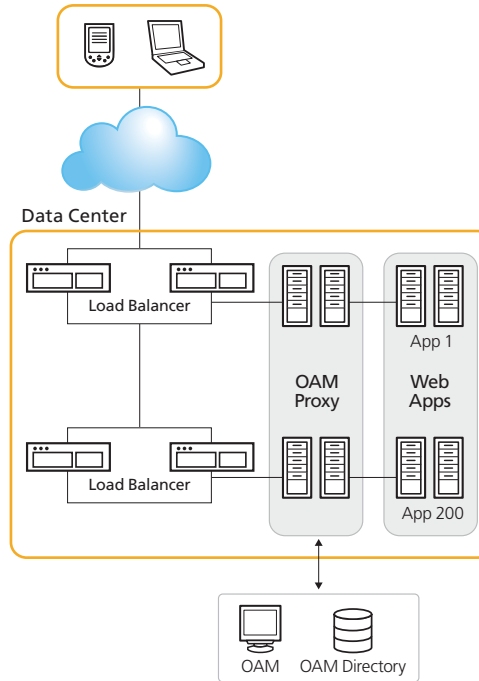 Data Center
Load Balancer
App 1
OAM
Proxy
Web
Apps
Load Balancer
App 200
OAM
OAM Directory